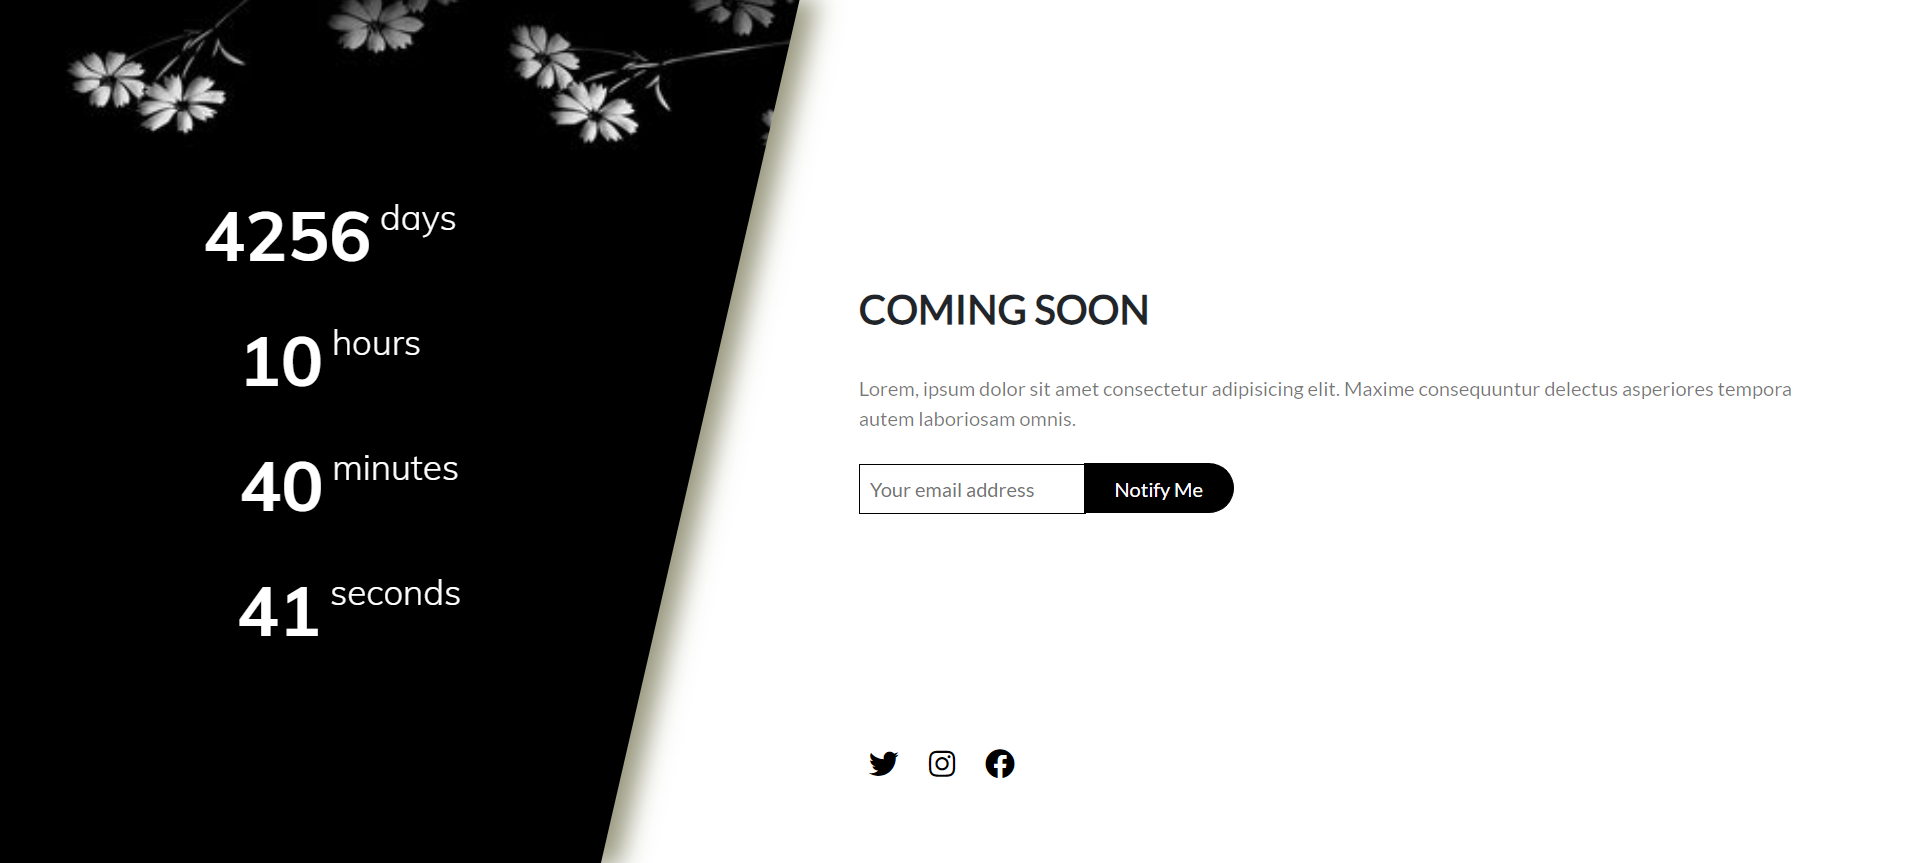 4256 days
10 hours
40 minutes
41 seconds
COMING SOON
Lorem, ipsum dolor sit amet consectetur adipisicing elit. Maxime consequuntur delectus asperiores tempora
autem laboriosam omnis.
Your email address
Notify Me